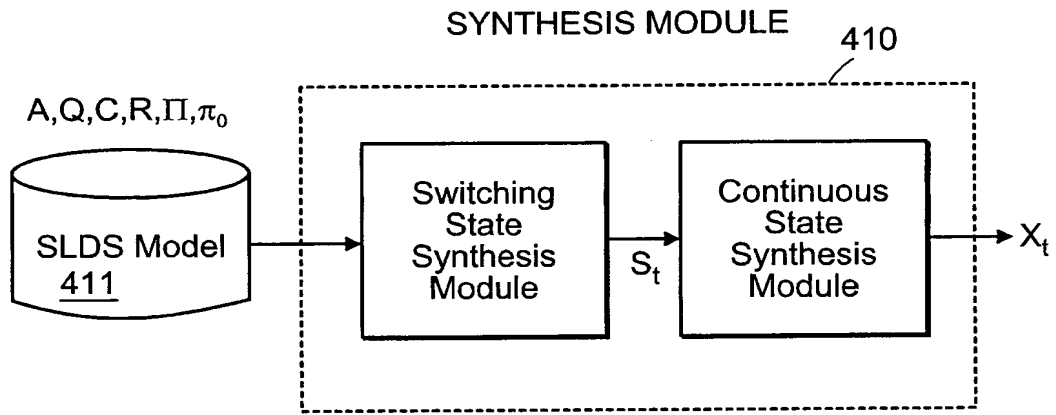 SYNTHESIS MODULE
410
A,Q,C,R,Π,π₀
SLDS Model
411
Switching
State
Synthesis
Module
Sₜ
Continuous
State
Synthesis
Module
Xₜ